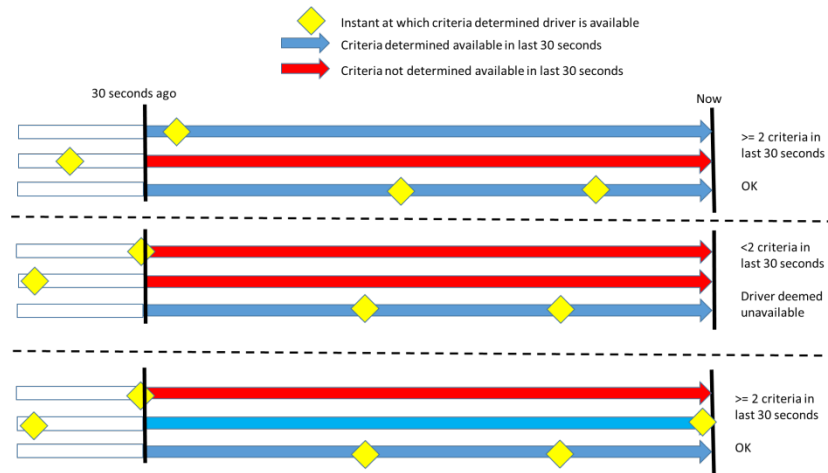 Instant at which criteria determined driver is available
Criteria determined available in last 30 seconds
Criteria not determined available in last 30 seconds
30 seconds ago
Now
>= 2 criteria in
last 30 seconds
OK
<2 criteria in
last 30 seconds
Driver deemed
unavailable
>= 2 criteria in
last 30 seconds
OK